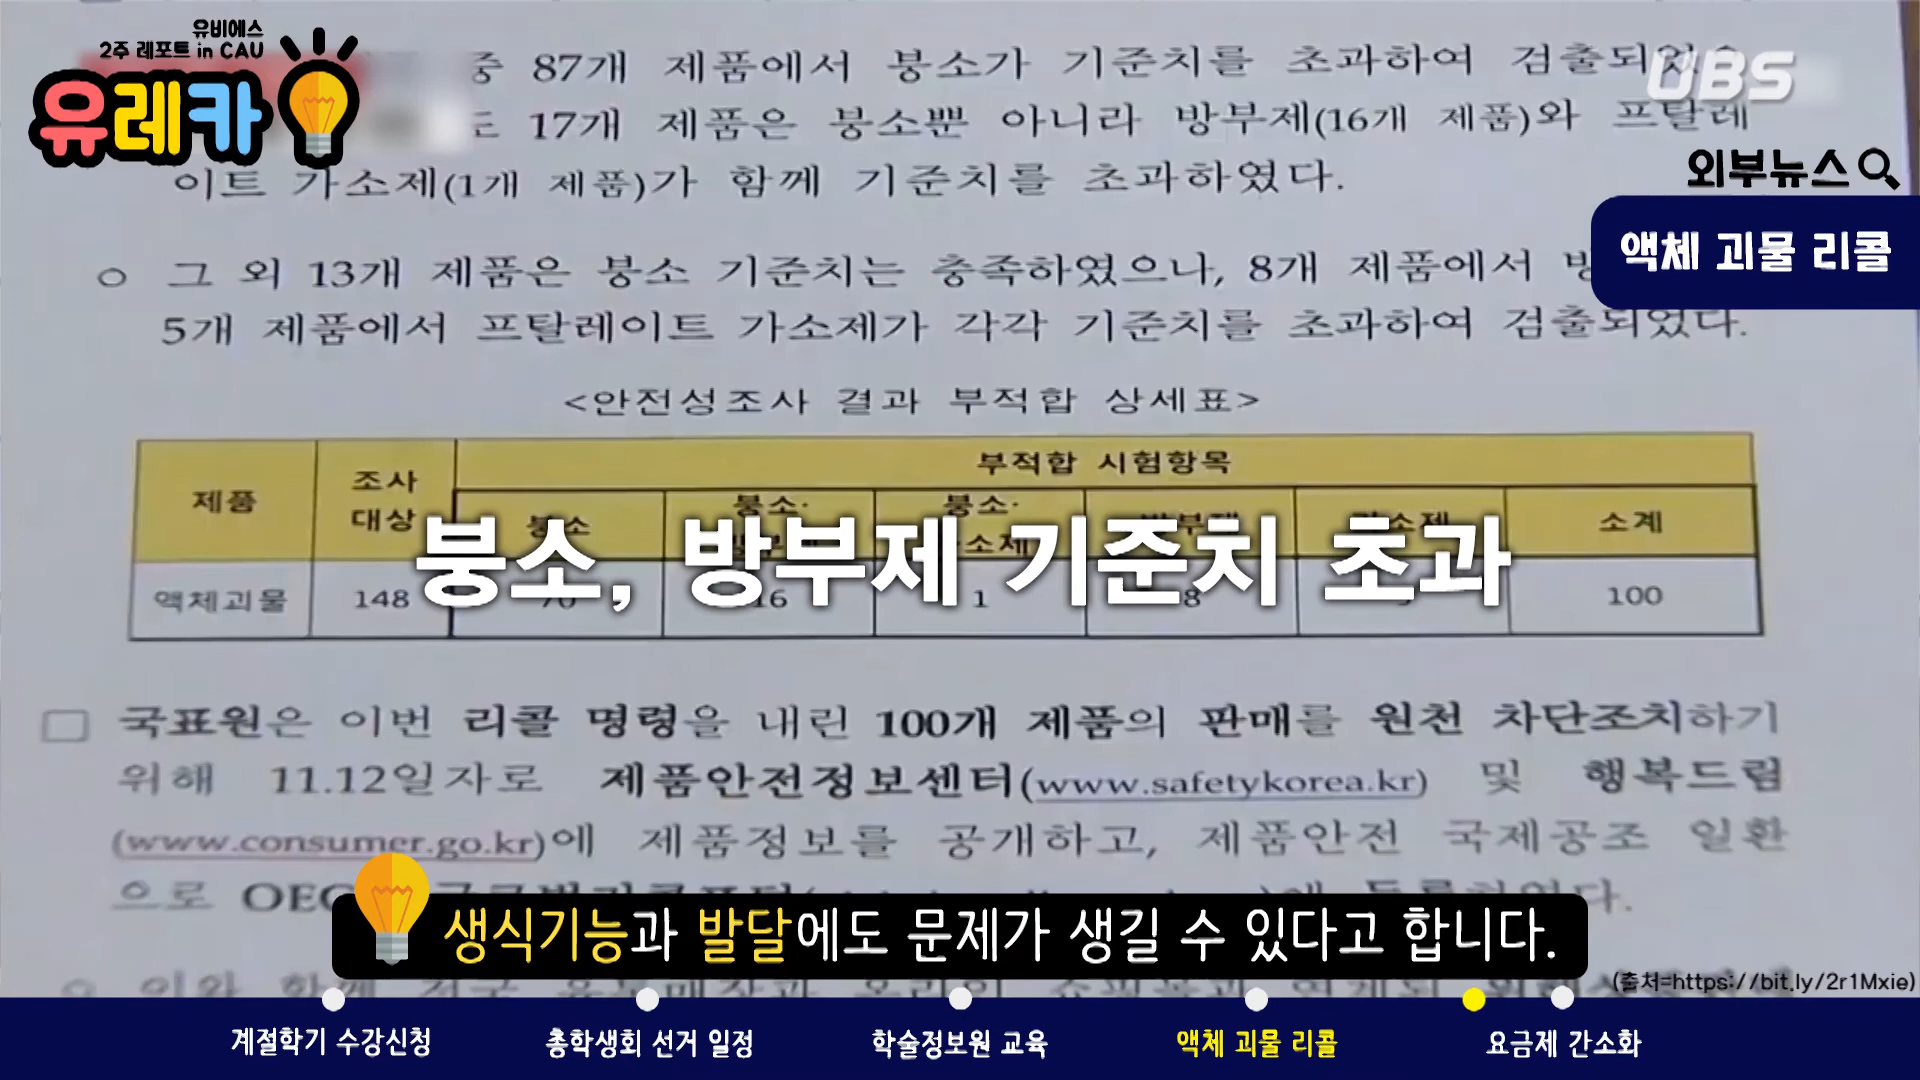 유비에스
2주 레포트 in CAU
유레카
UBS
외부뉴스
액체 괴물 리콜
중 87개 제품에서 붕소가 기준치를 초과하여 검출되었
도 17개 제품은 붕소뿐 아니라 방부제(16개 제품)와 프탈레
이트 가소제(1개 제품)가 함께 기준치를 초과하였다.
○ 그 외 13개 제품은 붕소 기준치는 충족하였으나, 8개 제품에서
5개 제품에서 프탈레이트 가소제가 각각 기준치를 초과하여 검출되었다.
<안전성조사 결과 부적합 상세표>
제품 조사 대상 부적합 시험항목
붕소 붕소· 붕소· 소계
액체괴물 148 70 16 1 8 100
붕소, 방부제 기준치 초과
□ 국표원은 이번 리콜 명령을 내린 100개 제품의 판매를 원천 차단조치하기
위해 11.12일자로 제품안전정보센터(www.safetykorea.kr) 및 행복드림
(www.consumer.go.kr)에 제품정보를 공개하고, 제품안전 국제공조 일환
으로
생식기능과 발달에도 문제가 생길 수 있다고 합니다.
(출처=https://bit.ly/2r1Mxie)
계절학기 수강신청
총학생회 선거 일정
학술정보원 교육
액체 괴물 리콜
요금제 간소화